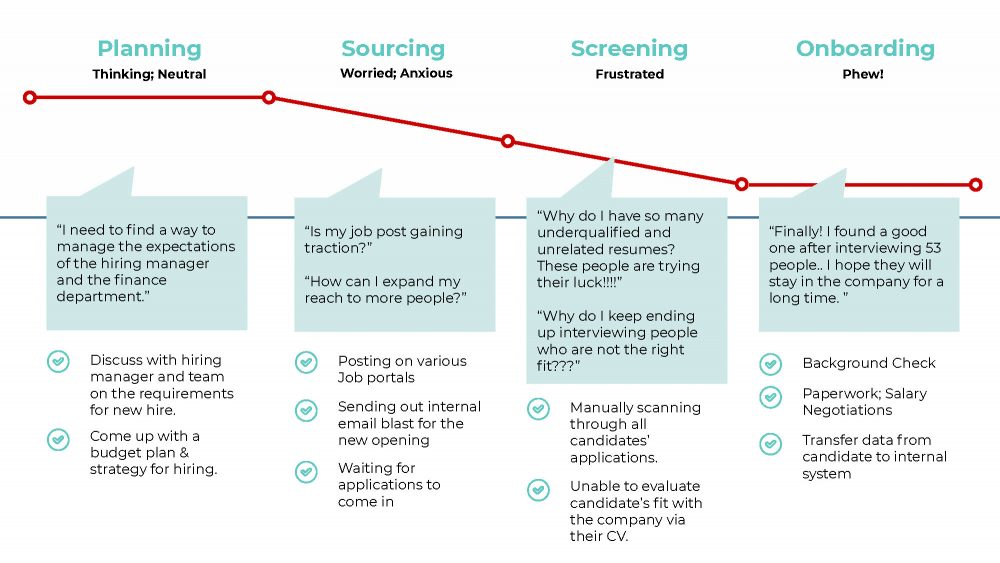 Planning
Thinking; Neutral
Sourcing
Worried; Anxious
Screening
Frustrated
Onboarding
Phew!
“I need to find a way to
manage the expectations
of the hiring manager
and the finance
department.”
Discuss with hiring
manager and team
on the requirements
for new hire.
Come up with a
budget plan &
strategy for hiring.
“Is my job post gaining
traction?”
“How can I expand my
reach to more people?”
Posting on various
Job portals
Sending out internal
email blast for the
new opening
Waiting for
applications to
come in
“Why do I have so many
underqualified and
unrelated resumes?
These people are trying
their luck!!!!”
“Why do I keep ending
up interviewing people
who are not the right
fit???”
Manually scanning
through all
candidates’
applications.
Unable to evaluate
candidate’s fit with
the company via
their CV.
“Finally! I found a good
one after interviewing 53
people.. I hope they will
stay in the company for a
long time. ”
Background Check
Paperwork; Salary
Negotiations
Transfer data from
candidate to internal
system